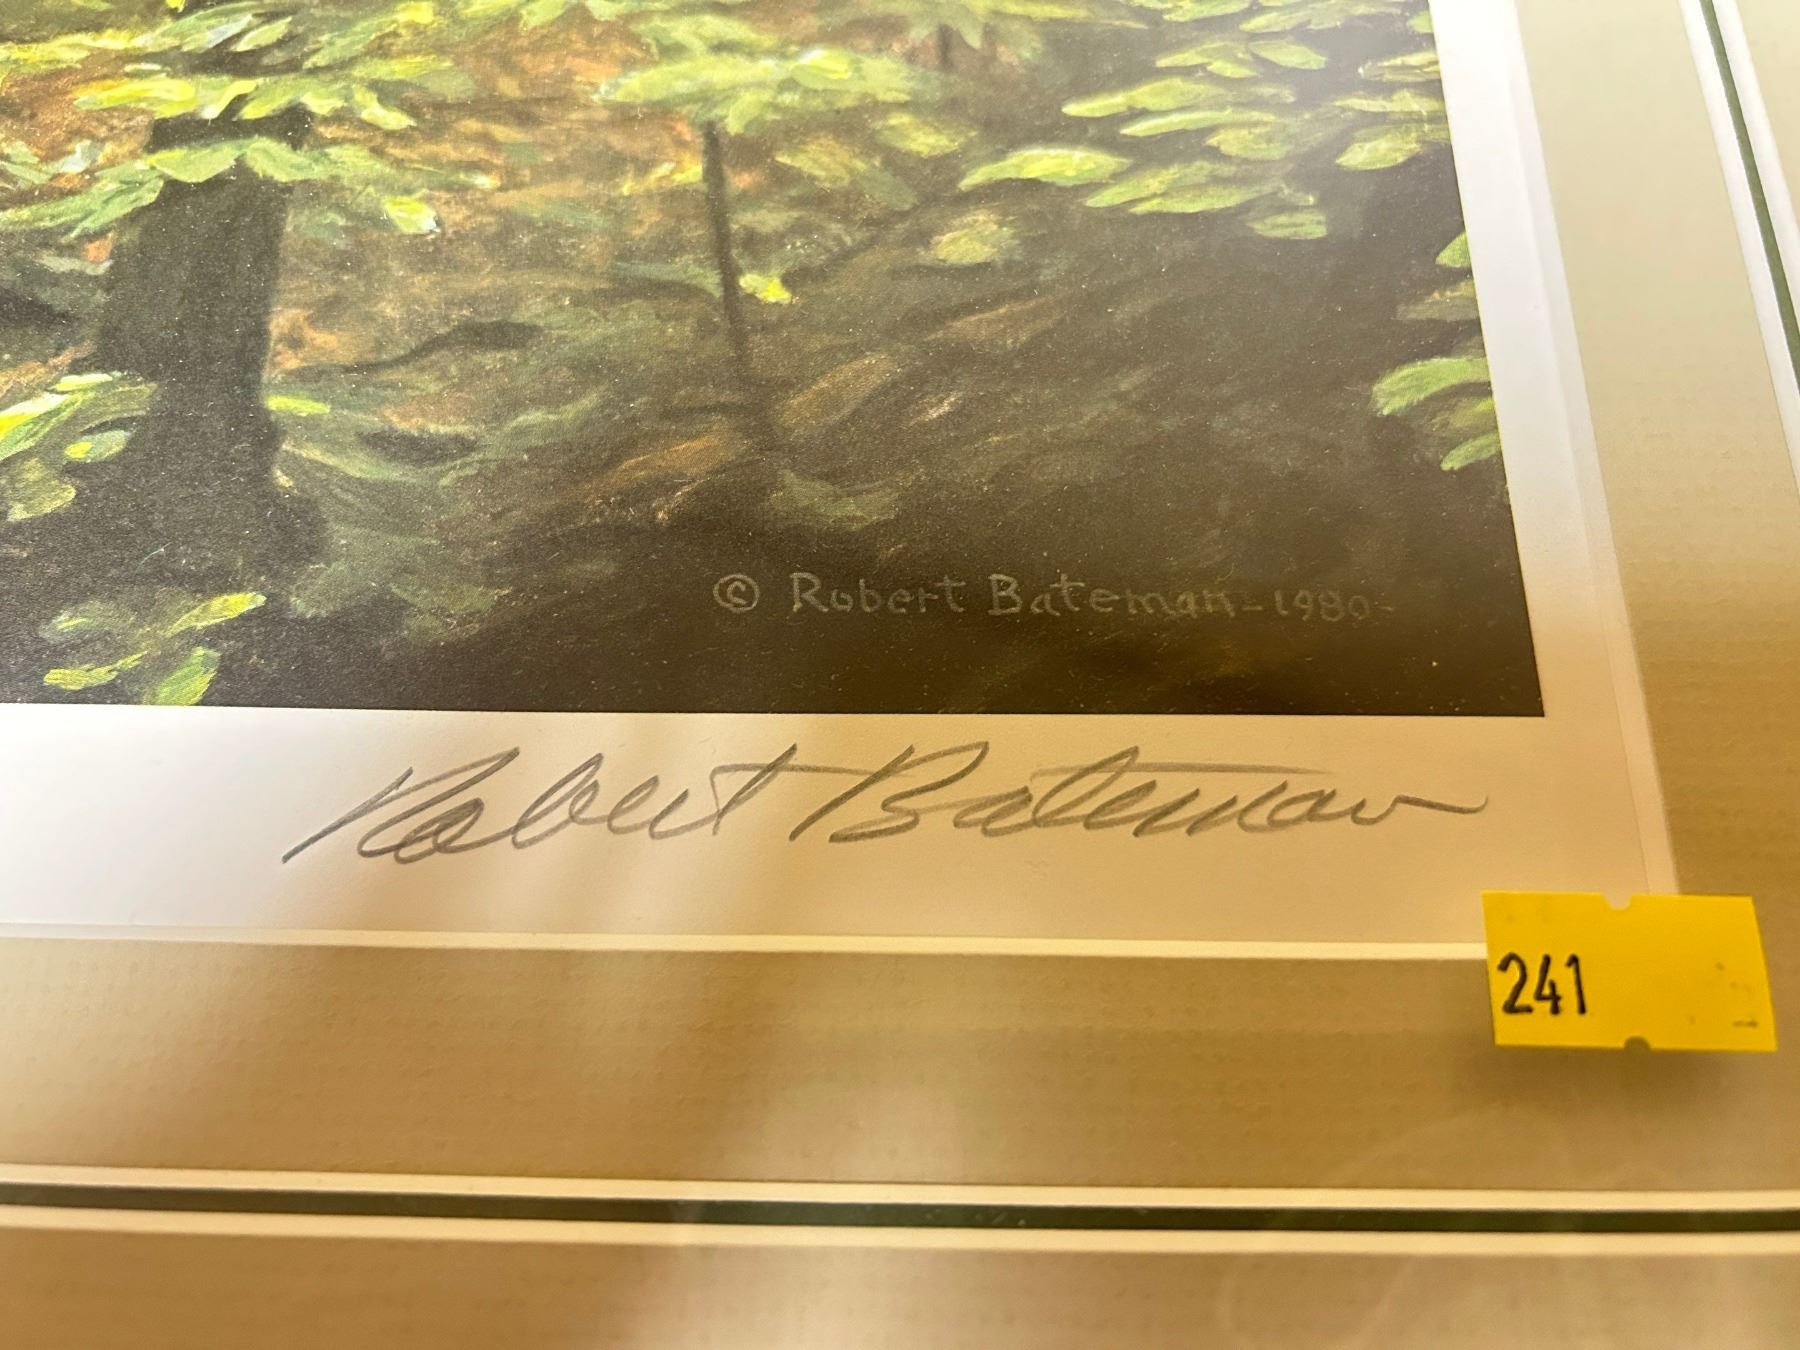 © Robert Bateman-1980-
Robert Bateman
241